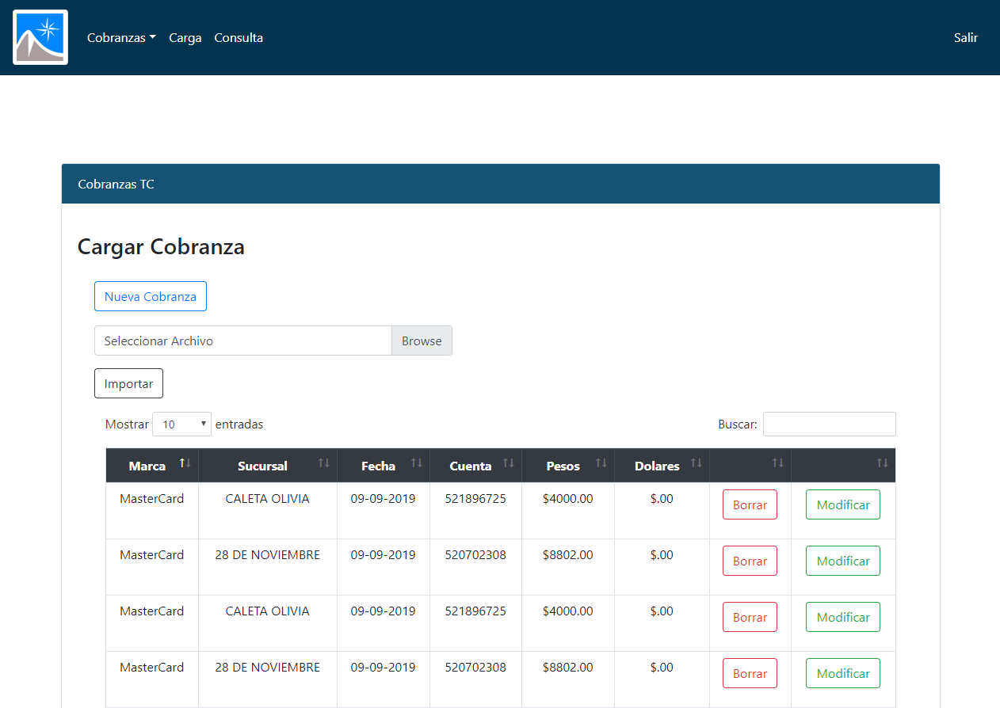 Cobranzas Carga Consulta Salir
Cobranzas TC
Cargar Cobranza
Nueva Cobranza
Seleccionar Archivo Browse
Importar
Mostrar 10 entradas Buscar:
Marca Sucursal Fecha Cuenta Pesos Dolares
MasterCard CALETA OLIVIA 09-09-2019 521896725 $4000.00 $.00 Borrar Modificar
MasterCard 28 DE NOVIEMBRE 09-09-2019 520702308 $8802.00 $.00 Borrar Modificar
MasterCard CALETA OLIVIA 09-09-2019 521896725 $4000.00 $.00 Borrar Modificar
MasterCard 28 DE NOVIEMBRE 09-09-2019 520702308 $8802.00 $.00 Borrar Modificar